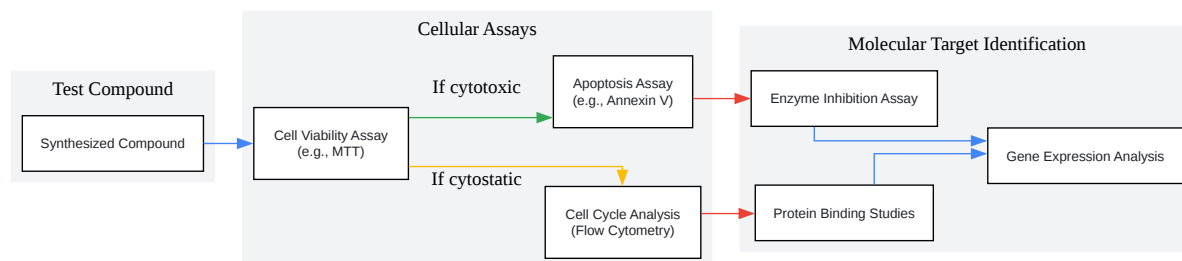 Test Compound
Synthesized Compound
Cellular Assays
Cell Viability Assay
(e.g., MTT)
If cytotoxic
If cytostatic
Apoptosis Assay
(e.g., Annexin V)
Cell Cycle Analysis
(Flow Cytometry)
Molecular Target Identification
Enzyme Inhibition Assay
Protein Binding Studies
Gene Expression Analysis